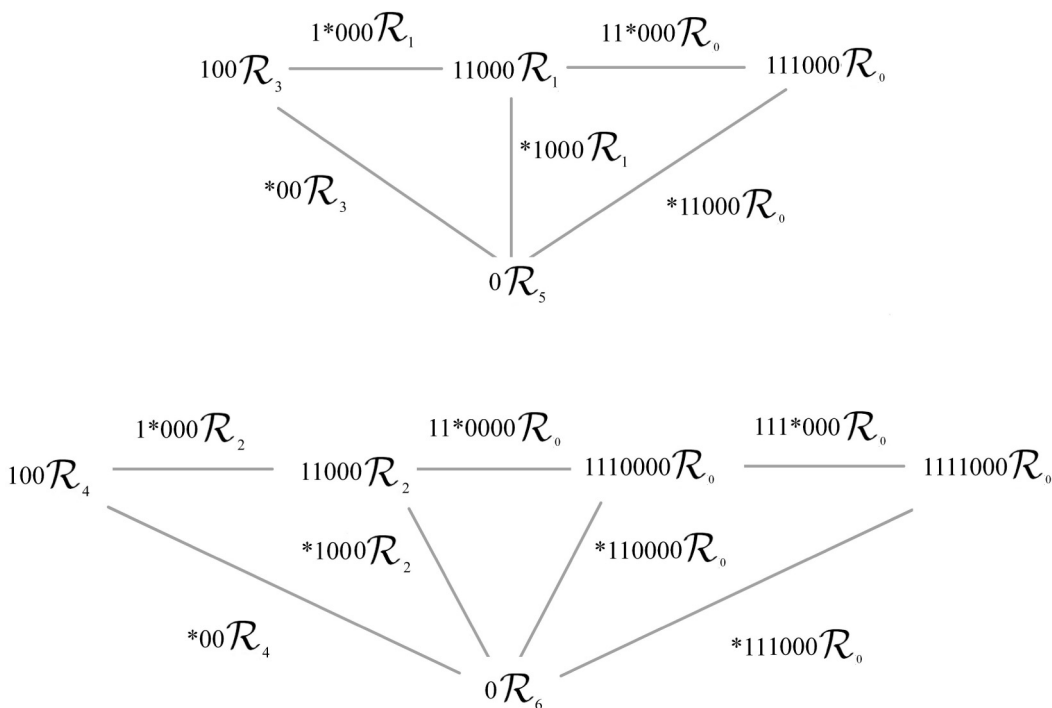 1*000ℛ₁ 11*000ℛ₀
100ℛ₃ 11000ℛ₁ 111000ℛ₀
*1000ℛ₁
*00ℛ₃ *11000ℛ₀
0ℛ₅
1*000ℛ₂ 11*0000ℛ₀ 111*000ℛ₀
100ℛ₄ 11000ℛ₂ 1110000ℛ₀ 1111000ℛ₀
*1000ℛ₂ *110000ℛ₀
*00ℛ₄ *111000ℛ₀
0ℛ₆